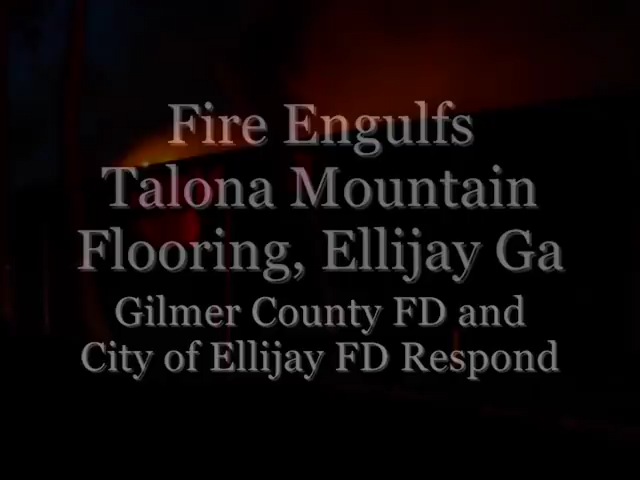 Fire Engulfs
Talona Mountain
Flooring, Ellijay Ga
Gilmer County FD and
City of Ellijay FD Respond